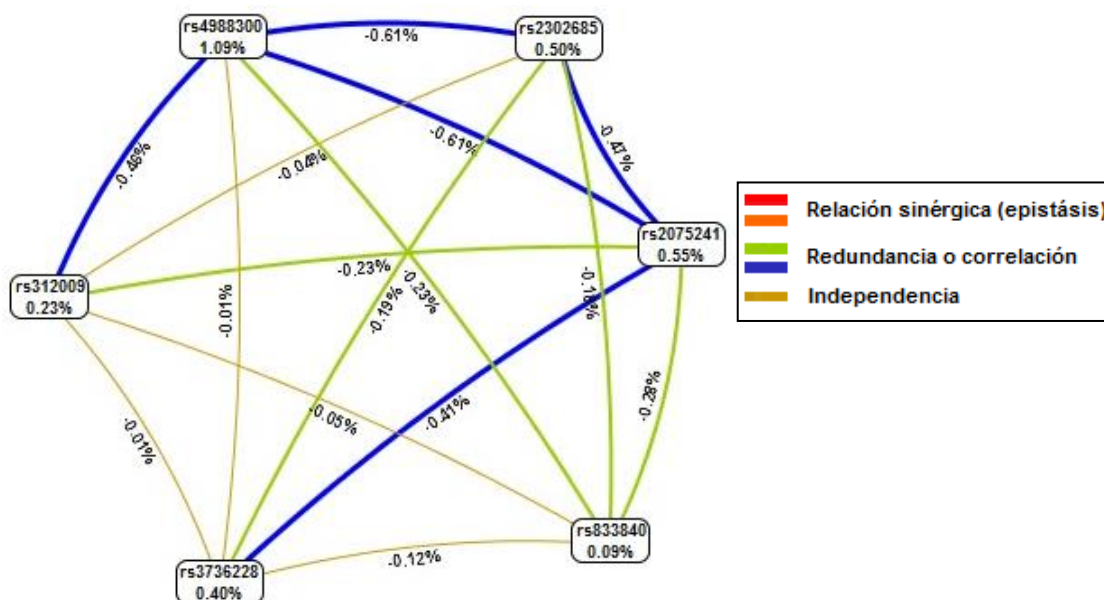 rs4988300
1.09%
rs2302685
0.50%
-0.61%
-0.61%
-0.47%
-0.46%
-0.04%
rs2075241
0.55%
rs312009
0.23%
-0.23%
-0.23%
-0.19%
-0.01%
-0.18%
-0.28%
-0.41%
-0.05%
-0.01%
rs833840
0.09%
-0.12%
rs3736228
0.40%
Relación sinérgica (epistásis)
Redundancia o correlación
Independencia